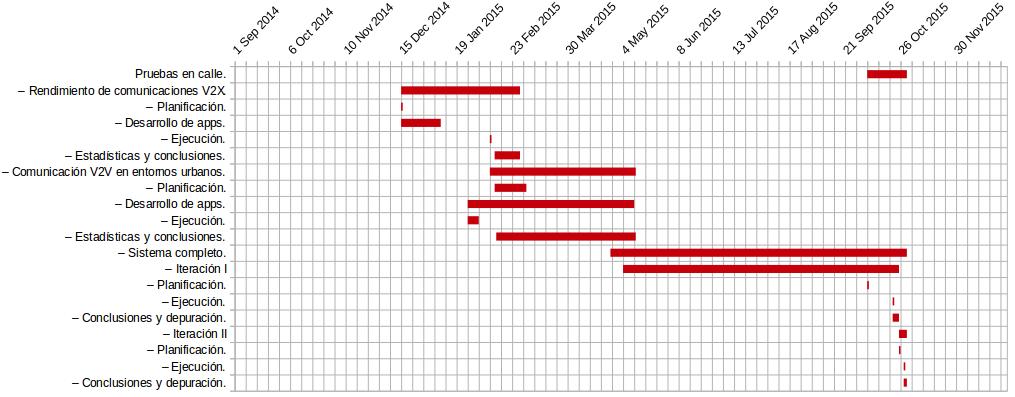 1 Sep 2014
6 Oct 2014
10 Nov 2014
15 Dec 2014
19 Jan 2015
23 Feb 2015
30 Mar 2015
4 May 2015
8 Jun 2015
13 Jul 2015
17 Aug 2015
21 Sep 2015
26 Oct 2015
30 Nov 2015
Pruebas en calle.
– Rendimiento de comunicaciones V2X
– Planificación.
– Desarrollo de apps.
– Ejecución.
– Estadísticas y conclusiones.
– Comunicación V2V en entornos urbanos.
– Planificación.
– Desarrollo de apps.
– Ejecución.
– Estadísticas y conclusiones.
– Sistema completo.
– Iteración I
– Planificación.
– Ejecución.
– Conclusiones y depuración.
– Iteración II
– Planificación.
– Ejecución.
– Conclusiones y depuración.